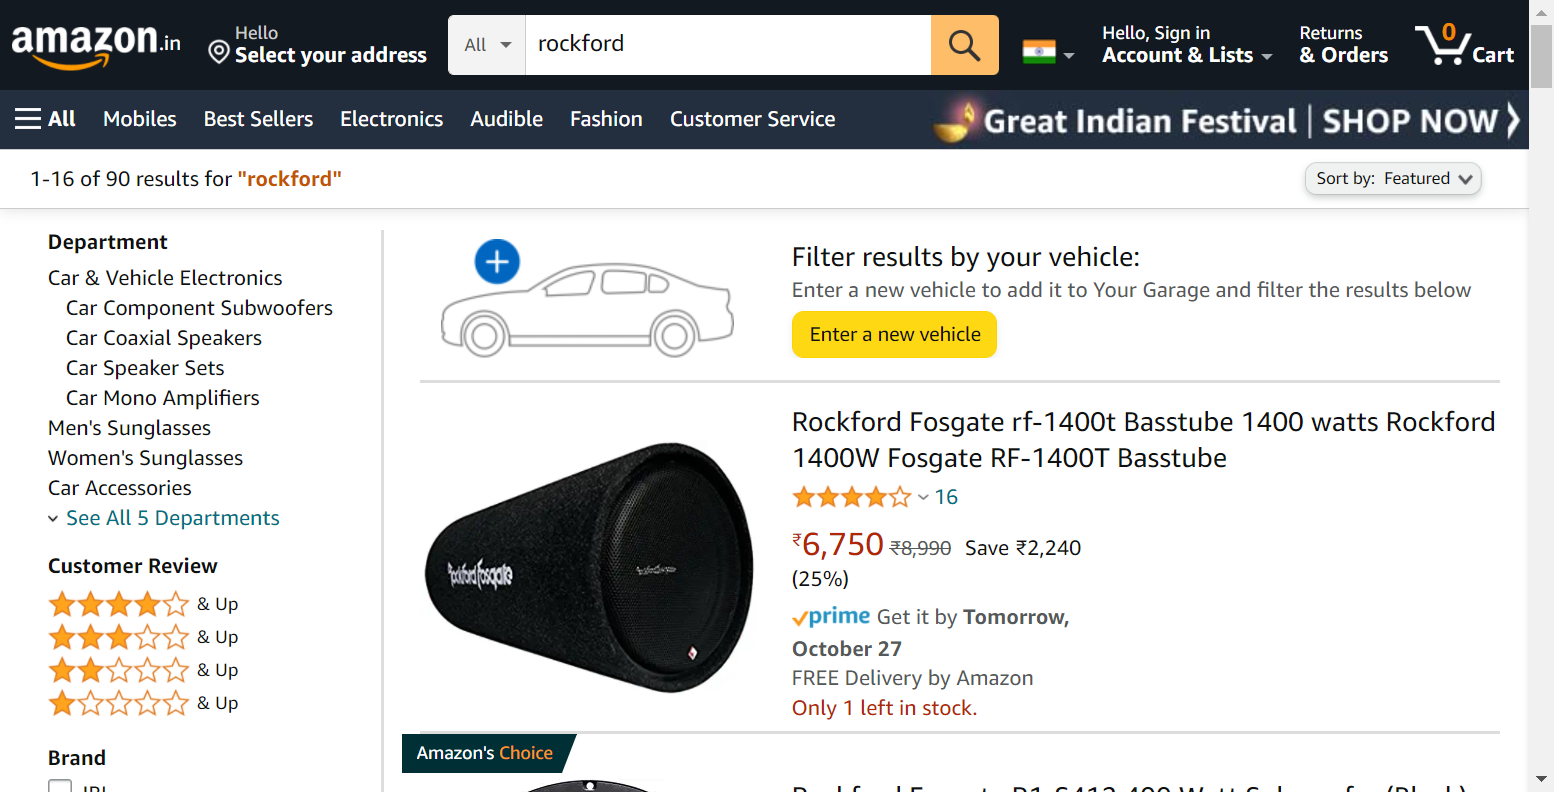 amazon.in
Hello
Select your address
All
rockford
Hello, Sign in
Account & Lists
Returns
& Orders
0
Cart
All
Mobiles
Best Sellers
Electronics
Audible
Fashion
Customer Service
Great Indian Festival | SHOP NOW
1-16 of 90 results for "rockford"
Sort by: Featured
Department
Car & Vehicle Electronics
Car Component Subwoofers
Car Coaxial Speakers
Car Speaker Sets
Car Mono Amplifiers
Men's Sunglasses
Women's Sunglasses
Car Accessories
See All 5 Departments
Customer Review
& Up
& Up
& Up
& Up
Brand
Filter results by your vehicle:
Enter a new vehicle to add it to Your Garage and filter the results below
Enter a new vehicle
Rockford Fosgate
Rockford Fosgate rf-1400t Basstube 1400 watts Rockford
1400W Fosgate RF-1400T Basstube
16
₹6,750 ₹8,990 Save ₹2,240
(25%)
prime Get it by Tomorrow,
October 27
FREE Delivery by Amazon
Only 1 left in stock.
Amazon's Choice